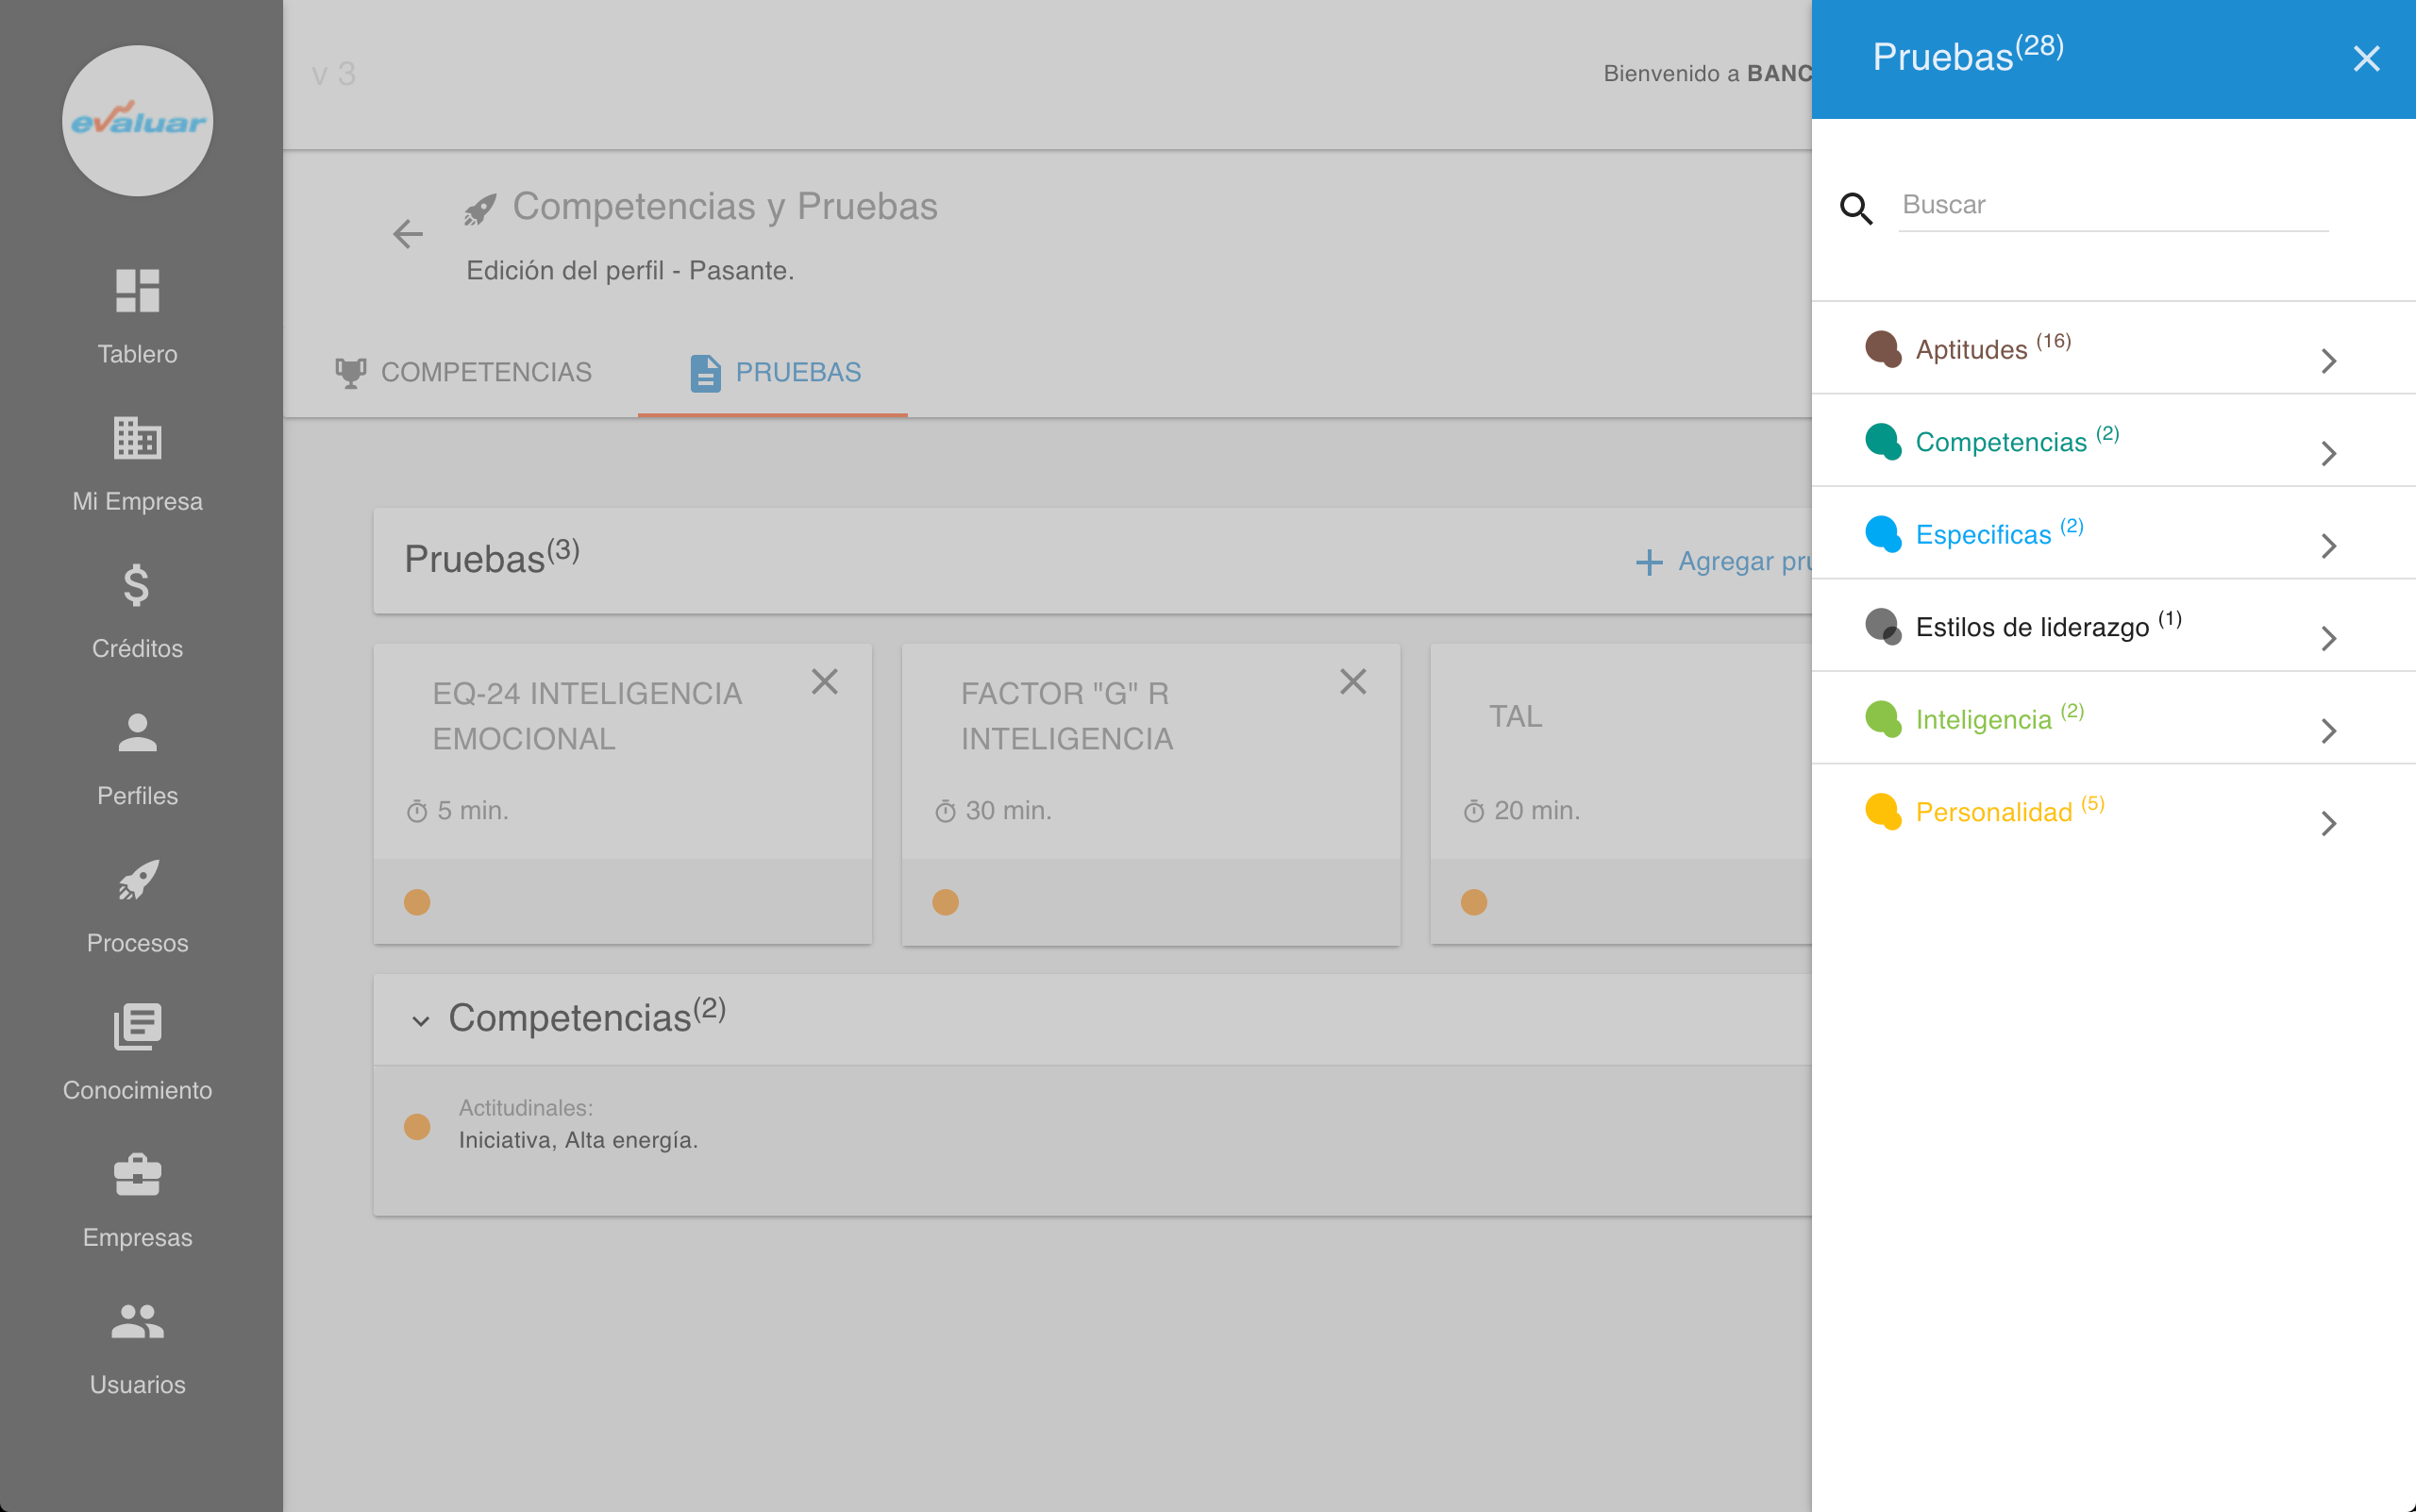 evaluar
Tablero
Mi Empresa
Créditos
Perfiles
Procesos
Conocimiento
Empresas
Usuarios
v 3
Bienvenido a BANC
Competencias y Pruebas
Edición del perfil - Pasante.
COMPETENCIAS
PRUEBAS
Pruebas(3)
Agregar pru
EQ-24 INTELIGENCIA
EMOCIONAL
5 min.
FACTOR "G" R
INTELIGENCIA
30 min.
TAL
20 min.
Competencias(2)
Actitudinales:
Iniciativa, Alta energía.
Pruebas(28)
Buscar
Aptitudes (16)
Competencias (2)
Especificas (2)
Estilos de liderazgo (1)
Inteligencia (2)
Personalidad (5)